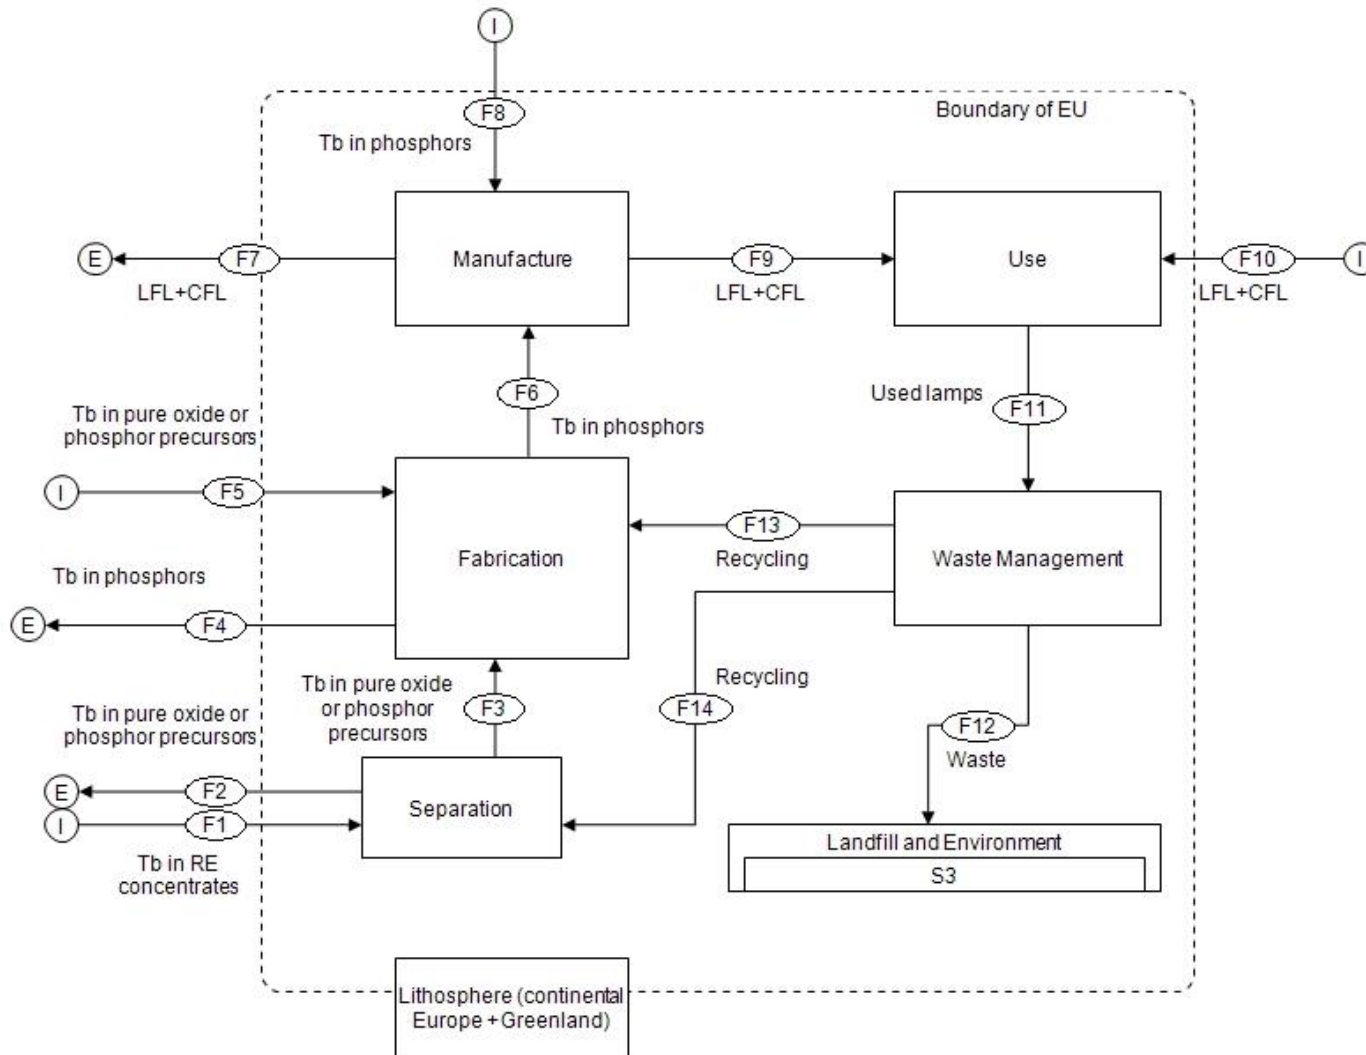 I
F8
Boundary of EU
Tb in phosphors
Manufacture
Use
E
F7
F9
F10
I
LFL+CFL
LFL+CFL
LFL+CFL
F6
Used lamps
F11
Tb in pure oxide or
phosphor precursors
Tb in phosphors
I
F5
Fabrication
F13
Recycling
Waste Management
Tb in phosphors
E
F4
Tb in pure oxide
or phosphor
precursors
F3
Recycling
F14
Tb in pure oxide or
phosphor precursors
F12
Waste
E
F2
Separation
I
F1
Tb in RE
concentrates
Landfill and Environment
S3
Lithosphere (continental
Europe + Greenland)